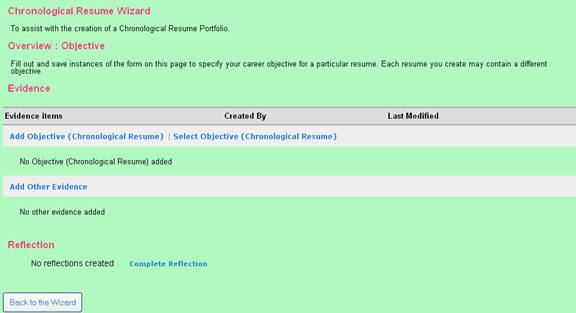 Chronological Resume Wizard
To assist with the creation of a Chronological Resume Portfolio.
Overview : Objective
Fill out and save instances of the form on this page to specify your career objective for a particular resume. Each resume you create may contain a different
objective.
Evidence
Evidence items Created By Last Modified
Add Objective (Chronological Resume) | Select Objective (Chronological Resume)
No Objective (Chronological Resume) added
Add Other Evidence
No other evidence added
Reflection
No reflections created Complete Reflection
Back to the Wizard